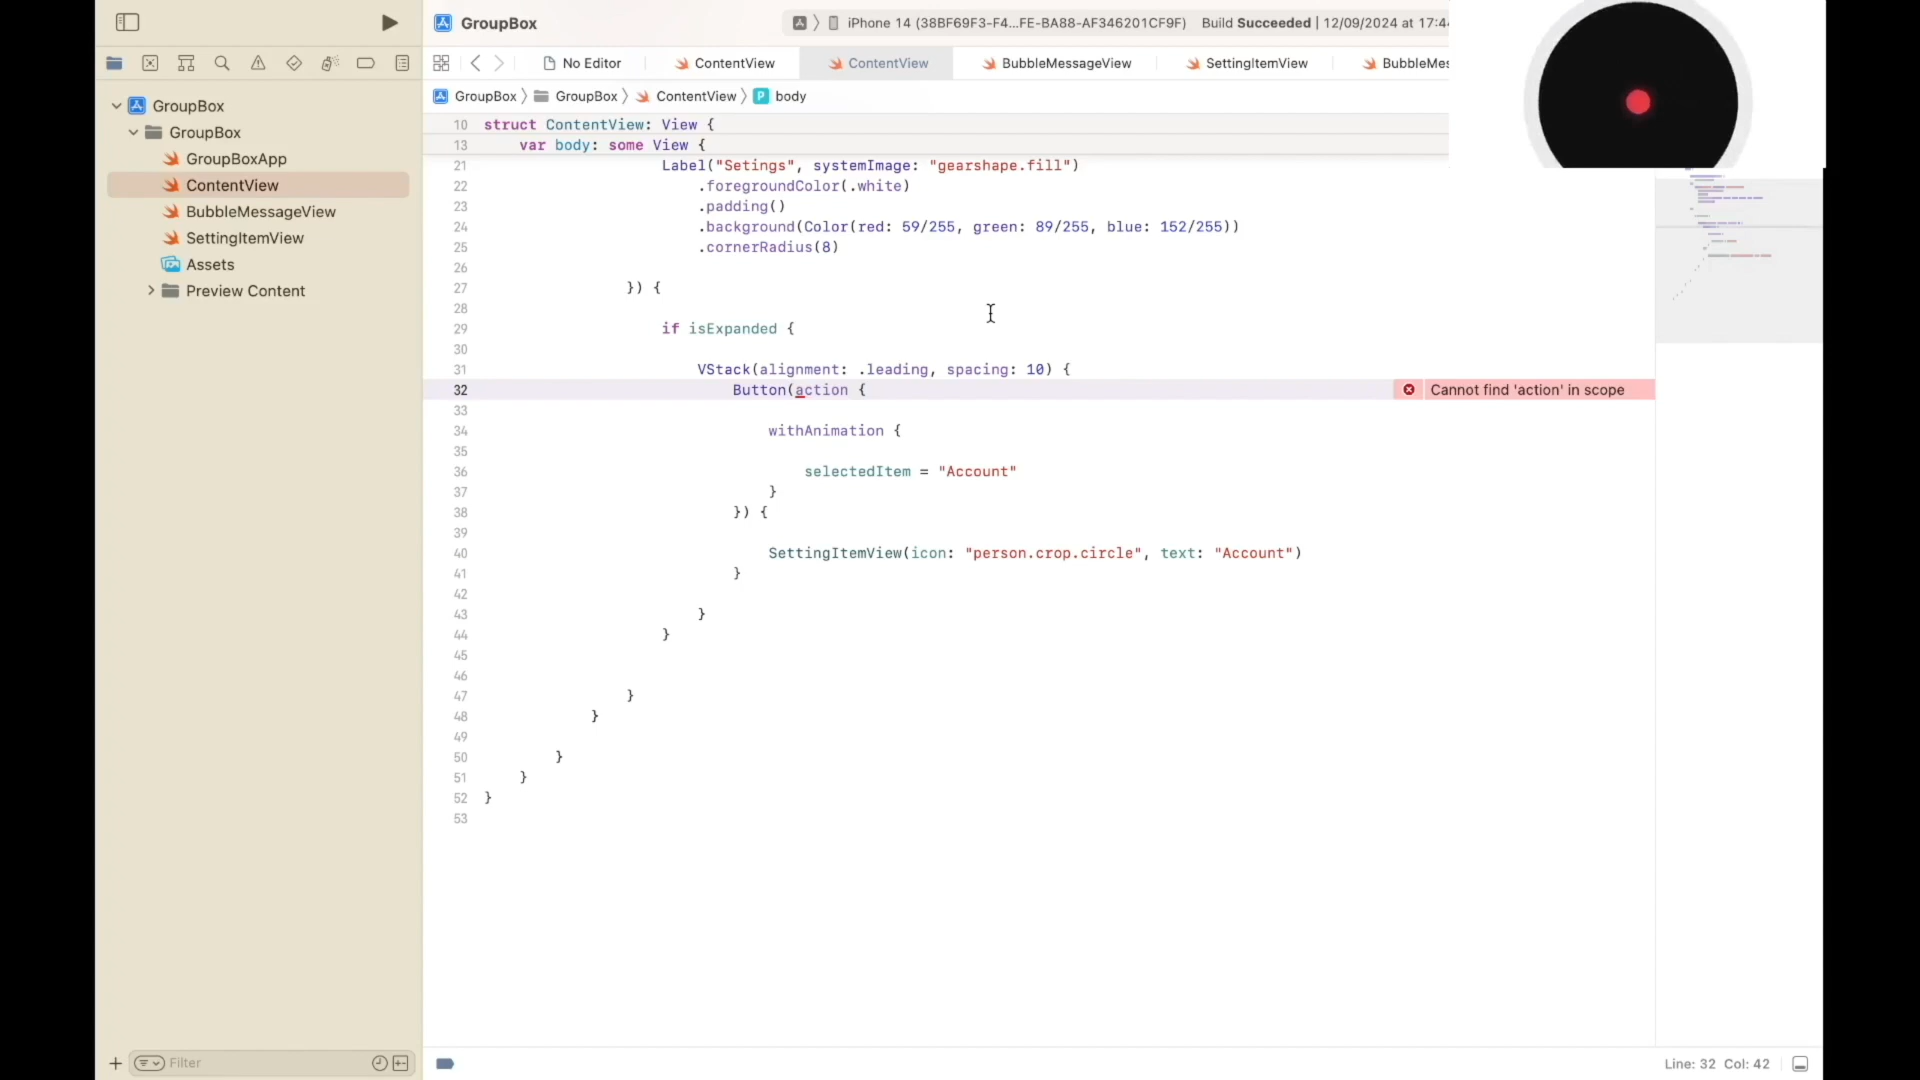 GroupBox
iPhone 14 (38BF69F3-F4...FE-BA88-AF346201CF9F) Build Succeeded | 12/09/2024 at 17:4
No Editor
ContentView
ContentView
BubbleMessageView
SettingItemView
BubbleMes
GroupBox GroupBox ContentView P body
GroupBox
GroupBox
GroupBoxApp
ContentView
BubbleMessageView
SettingItemView
Assets
Preview Content
10 struct ContentView: View {
13 var body: some View {
21 Label("Setings", systemImage: "gearshape.fill")
22 .foregroundColor(.white)
23 .padding()
24 .background(Color(red: 59/255, green: 89/255, blue: 152/255))
25 .cornerRadius(8)
26
27 }) {
28
29 if isExpanded {
30
31 VStack(alignment: .leading, spacing: 10) {
32 Button(action { Cannot find 'action' in scope
33
34 withAnimation {
35
36 selectedItem = "Account"
37 }
38 }) {
39
40 SettingItemView(icon: "person.crop.circle", text: "Account")
41 }
42
43 }
44 }
45
46
47 }
48 }
49
50 }
51 }
52 }
53
Filter
Line: 32 Col: 42